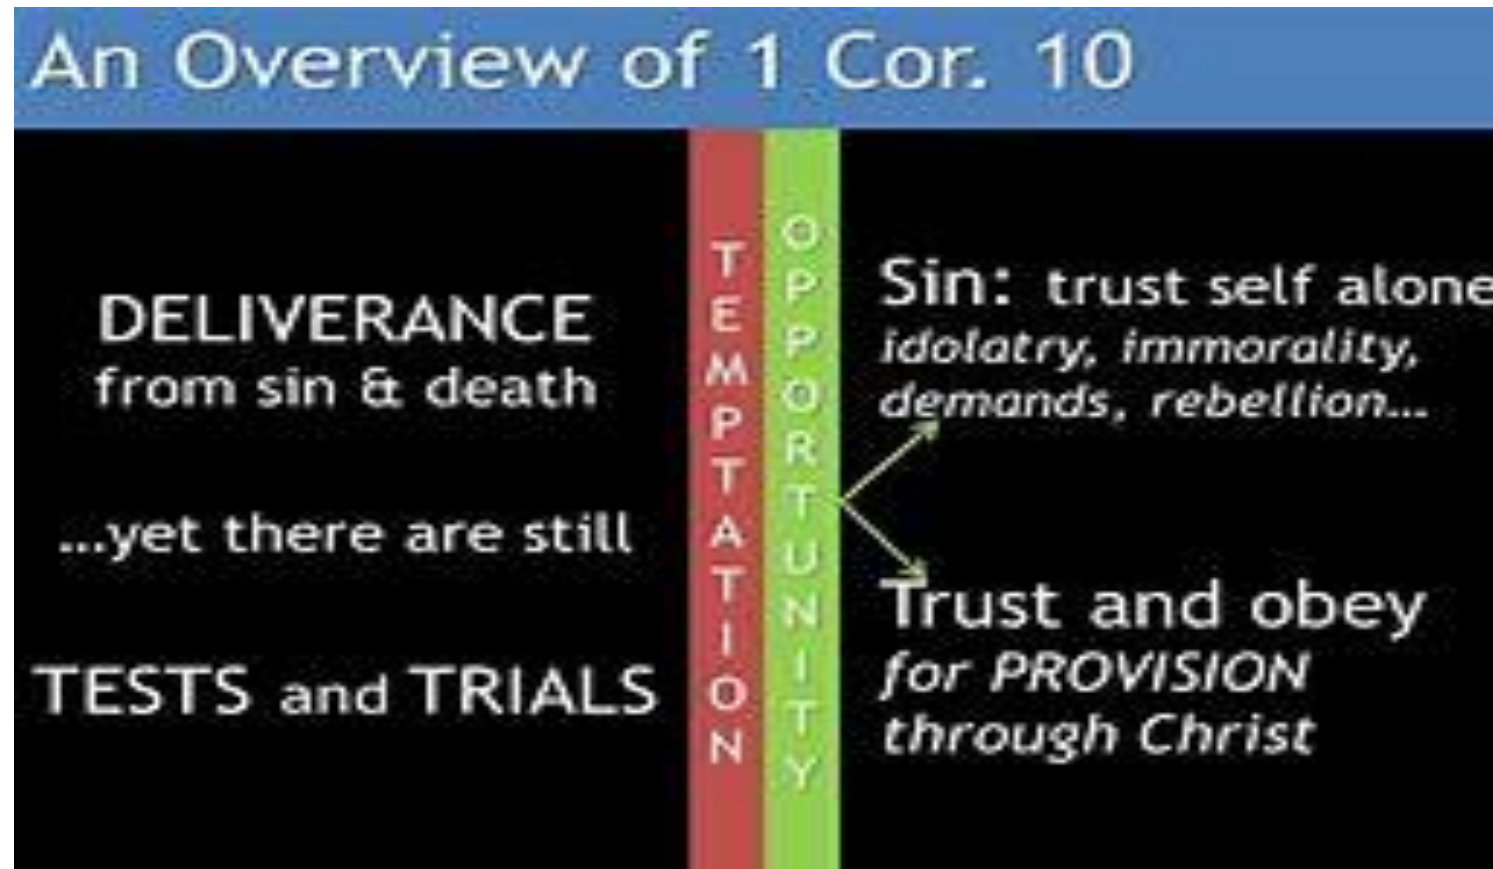 An Overview of 1 Cor. 10
DELIVERANCE
from sin & death
...yet there are still
TESTS and TRIALS
TEMPTATION
OPPORTUNITY
Sin: trust self alone
idolatry, immorality,
demands, rebellion...
Trust and obey
for PROVISION
through Christ